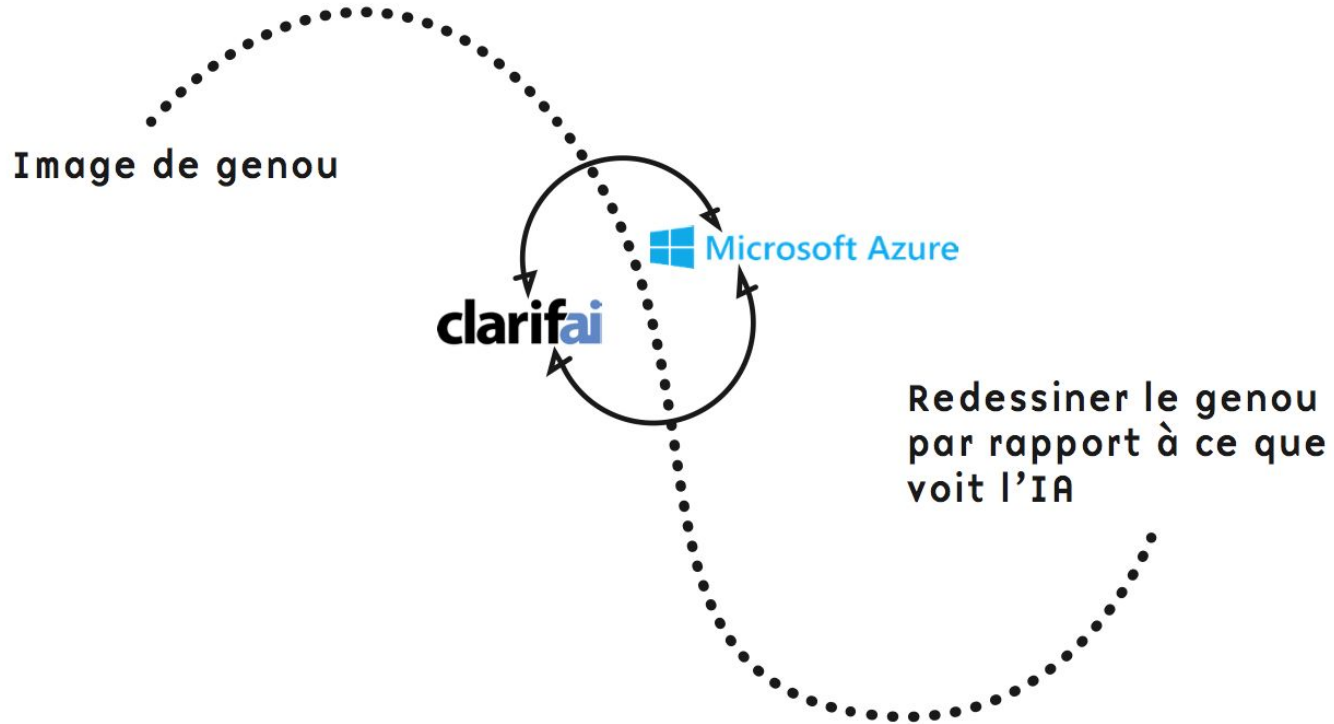 Image de genou
Microsoft Azure
clarifai
Redessiner le genou
par rapport à ce que
voit l'IA